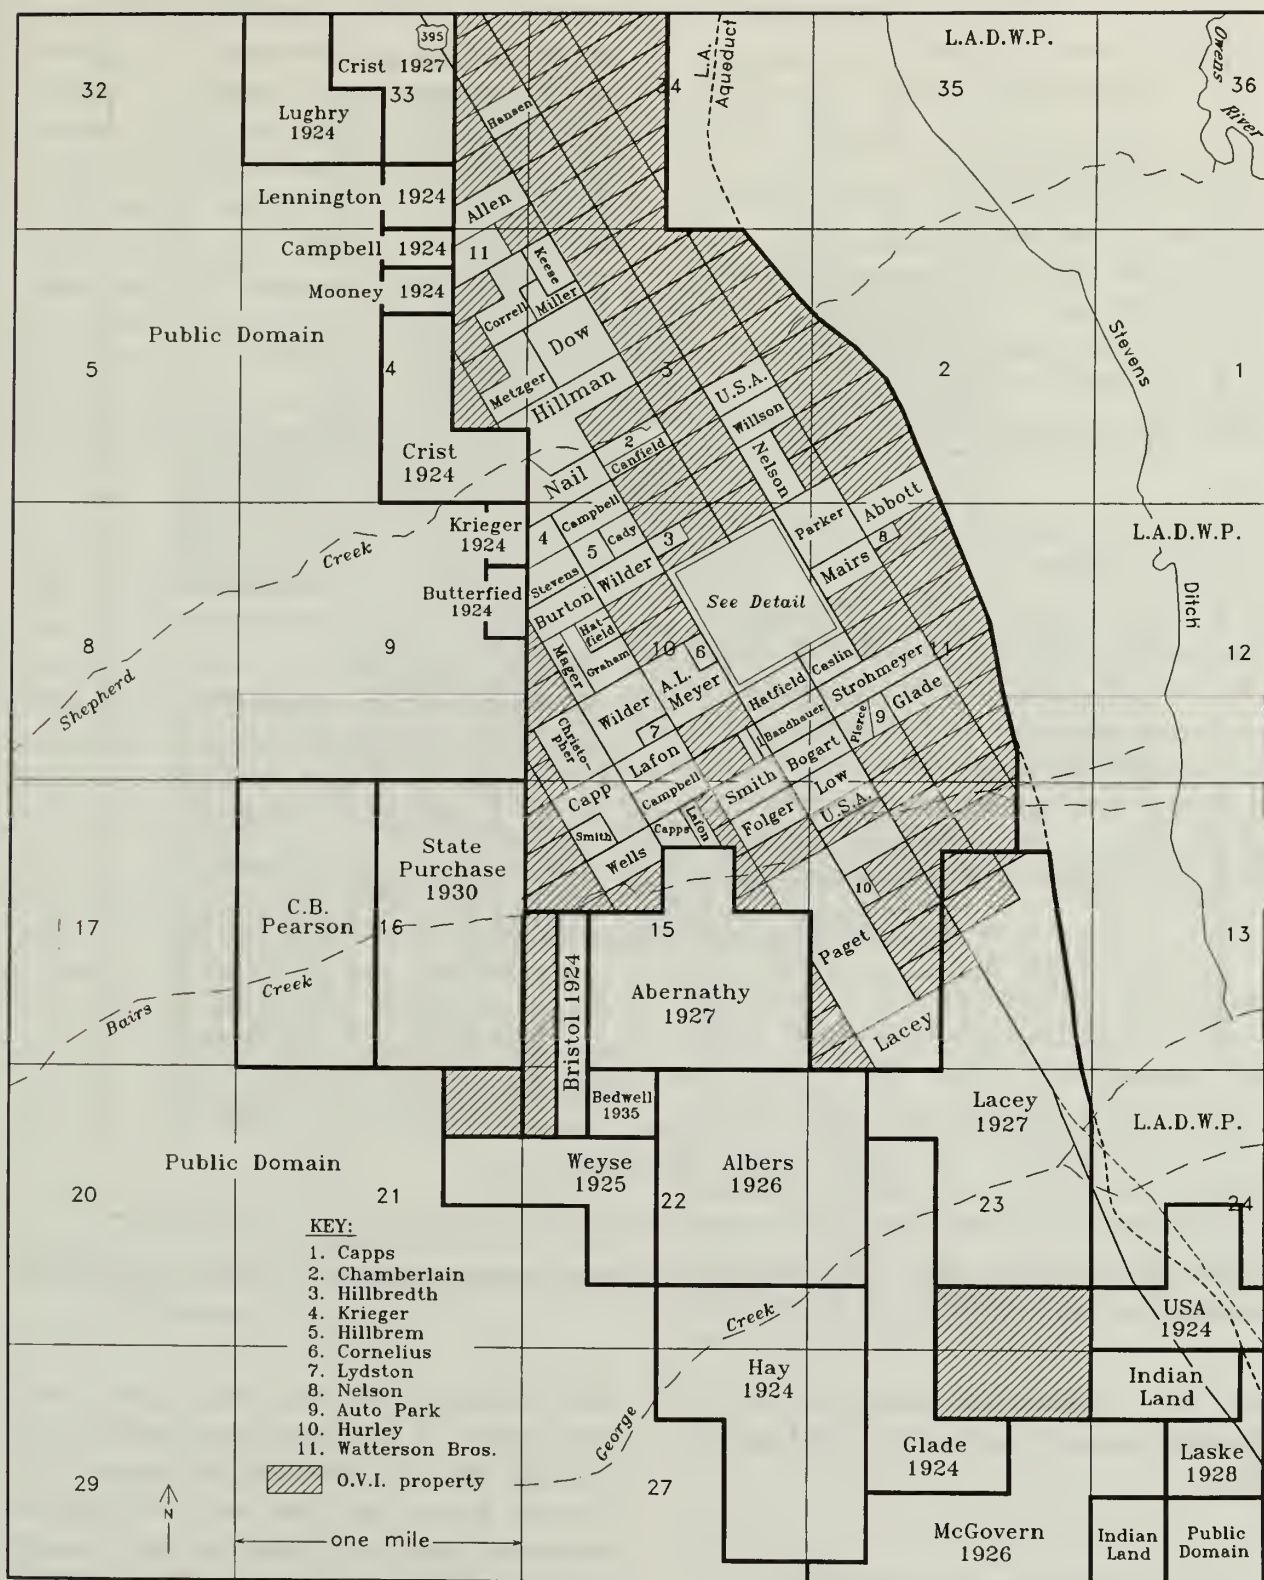 395
L.A. Aqueduct
L.A.D.W.P.
Owens River
32
Crist 1927
33
34
35
36
Lughry
1924
Hansen
Lennington 1924
Allen
Campbell 1924
11
Keese
Mooney 1924
Correll
Miller
Public Domain
Dow
Stevens
5
4
3
2
1
Metzger
Hillman
U.S.A.
Willson
Crist
1924
2
Canfield
Nelson
Nail
Abbott
Krieger
1924
Campbell
Parker
L.A.D.W.P.
Creek
4
5
Cady
3
8
Mairs
Ditch
Stevens
Wilder
Butterfied
1924
Burton
See Detail
Hat-
field
8
9
Mager
Graham
10
6
Caslin
11
12
Shepherd
A.L.
Meyer
Hatfield
Strohmeyer
Glade
Wilder
Christo-
pher
7
1
Bandhauer
Pierce
9
Lafon
Bogart
Capp
Campbell
Smith
Low
U.S.A.
State
Purchase
1930
Smith
Capps
Lafon
Folger
Wells
10
C.B.
Pearson
17
16
15
13
Paget
Creek
Bairs
Bristol 1924
Abernathy
1927
Lacey
Bedwell
1935
Lacey
1927
L.A.D.W.P.
Public Domain
Weyse
1925
Albers
1926
20
21
22
23
24
KEY:
1. Capps
2. Chamberlain
3. Hillbredth
4. Krieger
5. Hillbrem
6. Cornelius
7. Lydston
8. Nelson
9. Auto Park
10. Hurley
11. Watterson Bros.
O.V.I. property
Creek
USA
1924
Hay
1924
Indian
Land
George
Glade
1924
Laske
1928
29
27
N
one mile
McGovern
1926
Indian
Land
Public
Domain